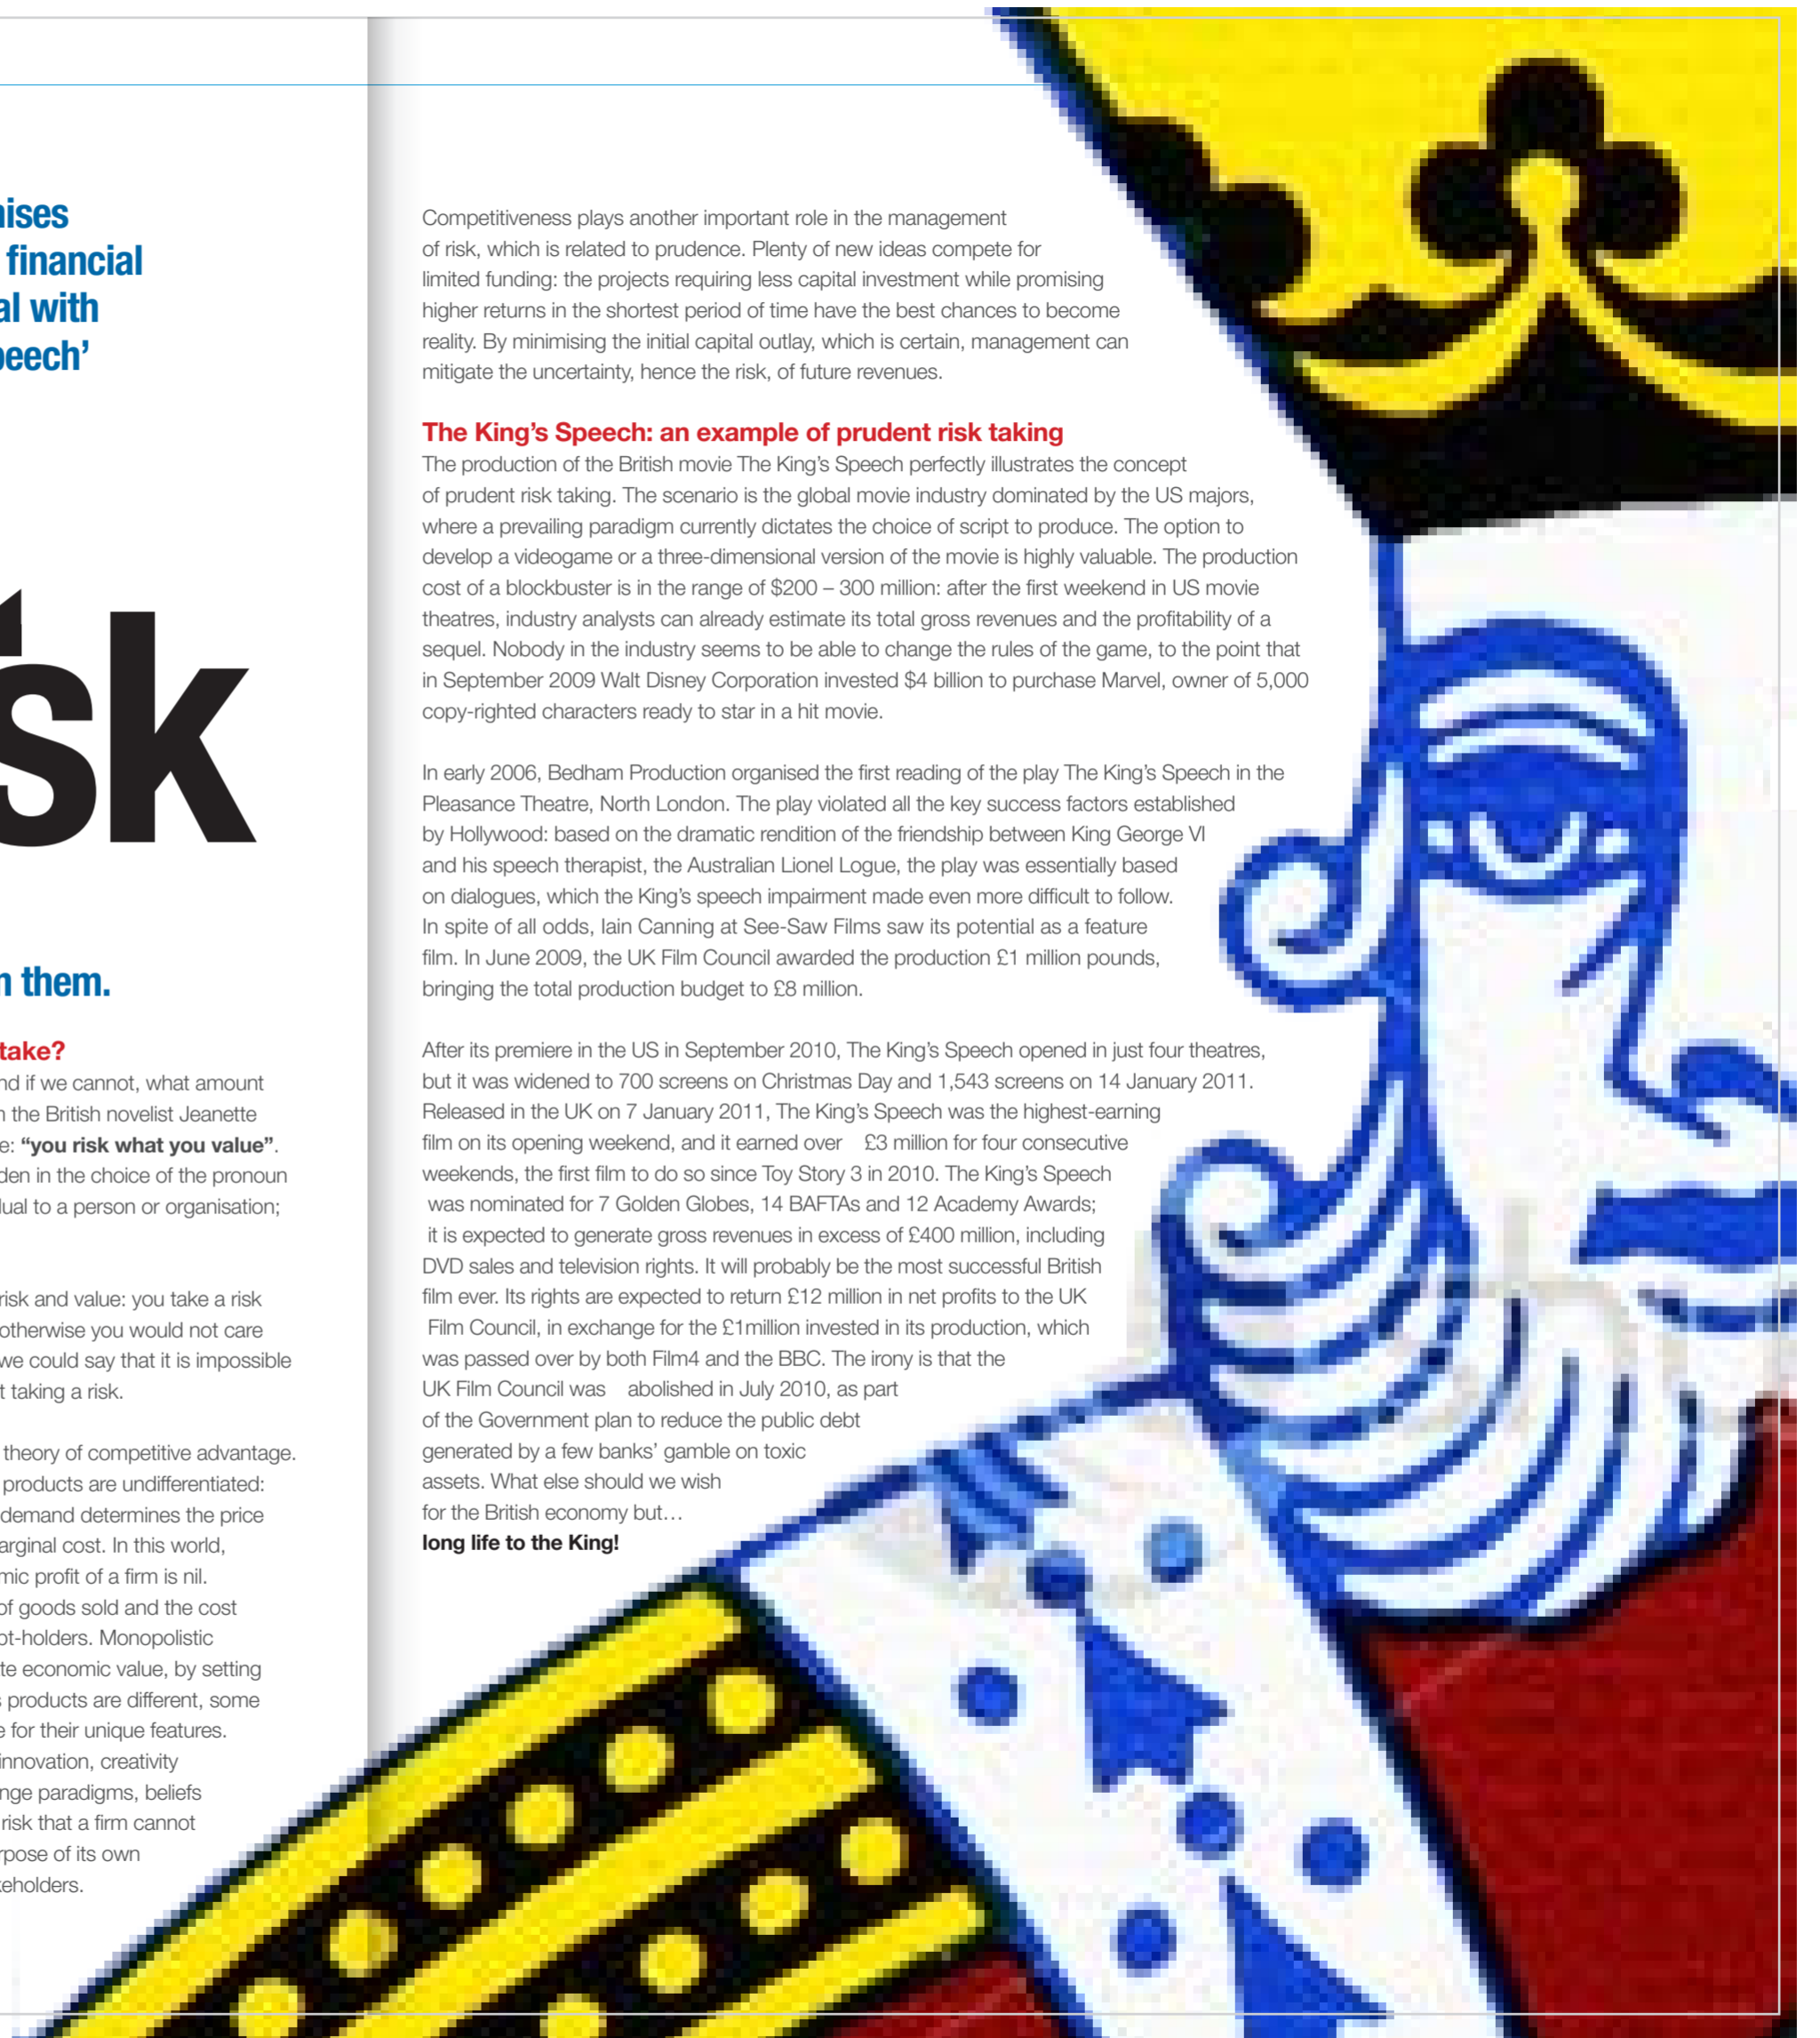 financial
al with
sk
them.
take?
nd if we cannot, what amount
the British novelist Jeanette
e: “you risk what you value”.
den in the choice of the pronoun
to a person or organisation;
risk and value: you take a risk
otherwise you would not care
we could say that it is impossible
t taking a risk.
theory of competitive advantage.
products are undifferentiated:
demand determines the price
arginal cost. In this world,
mic profit of a firm is nil.
of goods sold and the cost
ot-holders. Monopolistic
te economic value, by setting
s products are different, some
e for their unique features.
innovation, creativity
nge paradigms, beliefs
risk that a firm cannot
rpose of its own
keholders.
Competitiveness plays another important role in the management
of risk, which is related to prudence. Plenty of new ideas compete for
limited funding: the projects requiring less capital investment while promising
higher returns in the shortest period of time have the best chances to become
reality. By minimising the initial capital outlay, which is certain, management can
mitigate the uncertainty, hence the risk, of future revenues.
The King’s Speech: an example of prudent risk taking
The production of the British movie The King’s Speech perfectly illustrates the concept
of prudent risk taking. The scenario is the global movie industry dominated by the US majors,
where a prevailing paradigm currently dictates the choice of script to produce. The option to
develop a videogame or a three-dimensional version of the movie is highly valuable. The production
cost of a blockbuster is in the range of $200 – 300 million: after the first weekend in US movie
theatres, industry analysts can already estimate its total gross revenues and the profitability of a
sequel. Nobody in the industry seems to be able to change the rules of the game, to the point that
in September 2009 Walt Disney Corporation invested $4 billion to purchase Marvel, owner of 5,000
copy-righted characters ready to star in a hit movie.
In early 2006, Bedham Production organised the first reading of the play The King’s Speech in the
Pleasance Theatre, North London. The play violated all the key success factors established
by Hollywood: based on the dramatic rendition of the friendship between King George VI
and his speech therapist, the Australian Lionel Logue, the play was essentially based
on dialogues, which the King’s speech impairment made even more difficult to follow.
In spite of all odds, Iain Canning at See-Saw Films saw its potential as a feature
film. In June 2009, the UK Film Council awarded the production £1 million pounds,
bringing the total production budget to £8 million.
After its premiere in the US in September 2010, The King’s Speech opened in just four theatres,
but it was widened to 700 screens on Christmas Day and 1,543 screens on 14 January 2011.
Released in the UK on 7 January 2011, The King’s Speech was the highest-earning
film on its opening weekend, and it earned over £3 million for four consecutive
weekends, the first film to do so since Toy Story 3 in 2010. The King’s Speech
was nominated for 7 Golden Globes, 14 BAFTAs and 12 Academy Awards;
it is expected to generate gross revenues in excess of £400 million, including
DVD sales and television rights. It will probably be the most successful British
film ever. Its rights are expected to return £12 million in net profits to the UK
Film Council, in exchange for the £1million invested in its production, which
was passed over by both Film4 and the BBC. The irony is that the
UK Film Council was abolished in July 2010, as part
of the Government plan to reduce the public debt
generated by a few banks’ gamble on toxic
assets. What else should we wish
for the British economy but…
long life to the King!